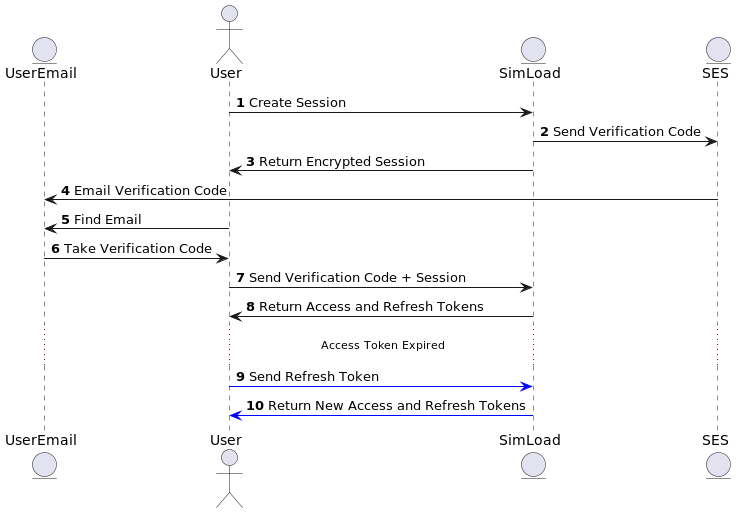 UserEmail
User
SimLoad
SES
1 Create Session
2 Send Verification Code
3 Return Encrypted Session
4 Email Verification Code
5 Find Email
6 Take Verification Code
7 Send Verification Code + Session
8 Return Access and Refresh Tokens
Access Token Expired
9 Send Refresh Token
10 Return New Access and Refresh Tokens
UserEmail
User
SimLoad
SES